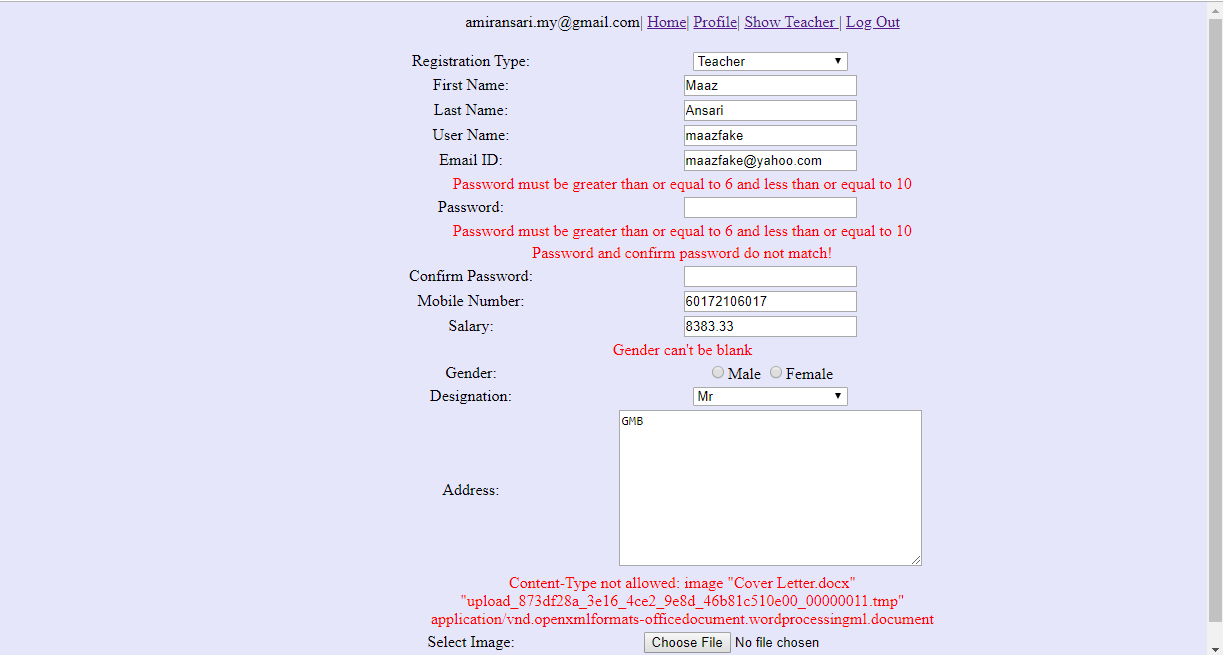 amiransari.my@gmail.com| Home| Profile| Show Teacher | Log Out
Registration Type: Teacher
First Name: Maaz
Last Name: Ansari
User Name: maazfake
Email ID: maazfake@yahoo.com
Password must be greater than or equal to 6 and less than or equal to 10
Password:
Password must be greater than or equal to 6 and less than or equal to 10
Password and confirm password do not match!
Confirm Password:
Mobile Number: 60172106017
Salary: 8383.33
Gender can't be blank
Gender: Male Female
Designation: Mr
GMB
Address:
Content-Type not allowed: image "Cover Letter.docx"
"upload_873df28a_3e16_4ce2_9e8d_46b81c510e00_00000011.tmp"
application/vnd.openxmlformats-officedocument.wordprocessingml.document
Select Image: Choose File No file chosen